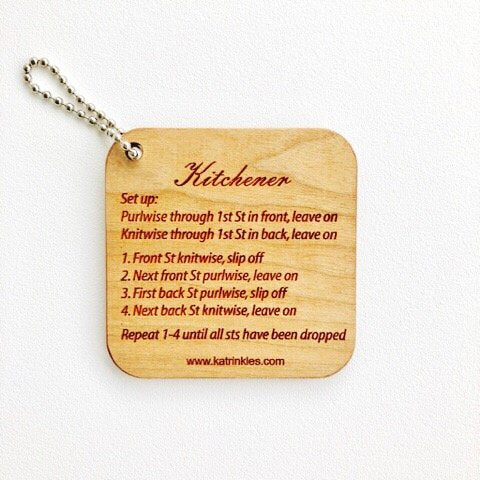 Kitchener
Set up:
Purlwise through 1st St in front, leave on
Knitwise through 1st St in back, leave on
1. Front St knitwise, slip off
2. Next front St purlwise, leave on
3. First back St purlwise, slip off
4. Next back St knitwise, leave on
Repeat 1-4 until all sts have been dropped
www.katrinkles.com